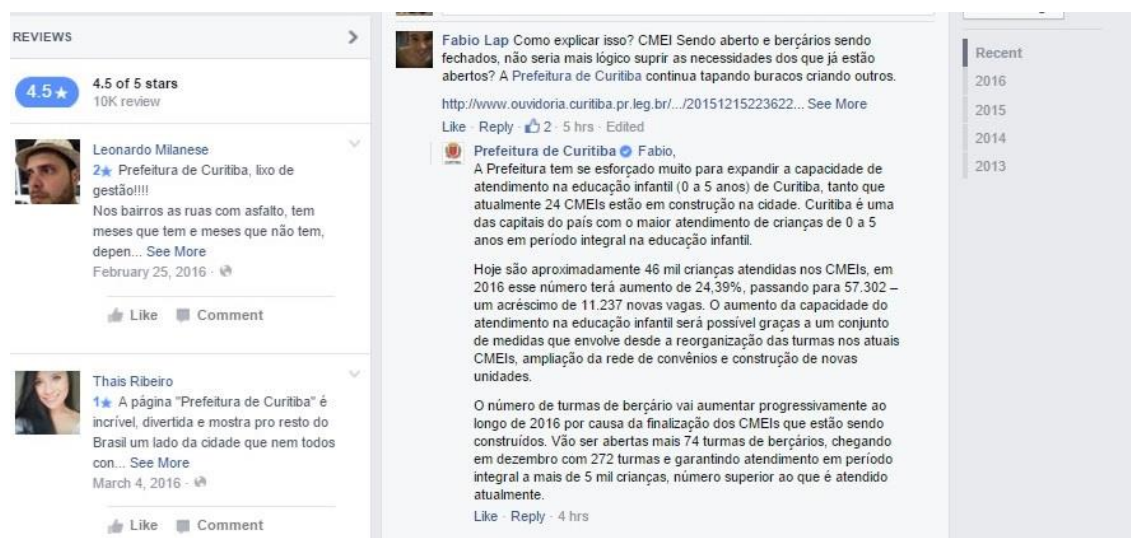 REVIEWS
4.5
4.5 of 5 stars
10K review
Leonardo Milanese
2★ Prefeitura de Curitiba, lixo de
gestão!!!!
Nos bairros as ruas com asfalto, tem
meses que tem e meses que não tem,
depen... See More
February 25, 2016 ·
Like Comment
Thais Ribeiro
1★ A página "Prefeitura de Curitiba" é
incrível, divertida e mostra pro resto do
Brasil um lado da cidade que nem todos
con... See More
March 4, 2016 ·
Like Comment
Fabio Lap Como explicar isso? CMEI Sendo aberto e berçários sendo
fechados, não seria mais lógico suprir as necessidades dos que já estão
abertos? A Prefeitura de Curitiba continua tapando buracos criando outros.
http://www.ouvidoria.curitiba.pr.leg.br/.../20151215223622... See More
Like · Reply · 2 · 5 hrs · Edited
Prefeitura de Curitiba Fabio,
A Prefeitura tem se esforçado muito para expandir a capacidade de
atendimento na educação infantil (0 a 5 anos) de Curitiba, tanto que
atualmente 24 CMEIs estão em construção na cidade. Curitiba é uma
das capitais do país com o maior atendimento de crianças de 0 a 5
anos em período integral na educação infantil.
Hoje são aproximadamente 46 mil crianças atendidas nos CMEIs, em
2016 esse número terá aumento de 24,39%, passando para 57.302 –
um acréscimo de 11.237 novas vagas. O aumento da capacidade do
atendimento na educação infantil será possível graças a um conjunto
de medidas que envolve desde a reorganização das turmas nos atuais
CMEIs, ampliação da rede de convênios e construção de novas
unidades.
O número de turmas de berçário vai aumentar progressivamente ao
longo de 2016 por causa da finalização dos CMEIs que estão sendo
construídos. Vão ser abertas mais 74 turmas de berçários, chegando
em dezembro com 272 turmas e garantindo atendimento em período
integral a mais de 5 mil crianças, número superior ao que é atendido
atualmente.
Like · Reply · 4 hrs
Recent
2016
2015
2014
2013